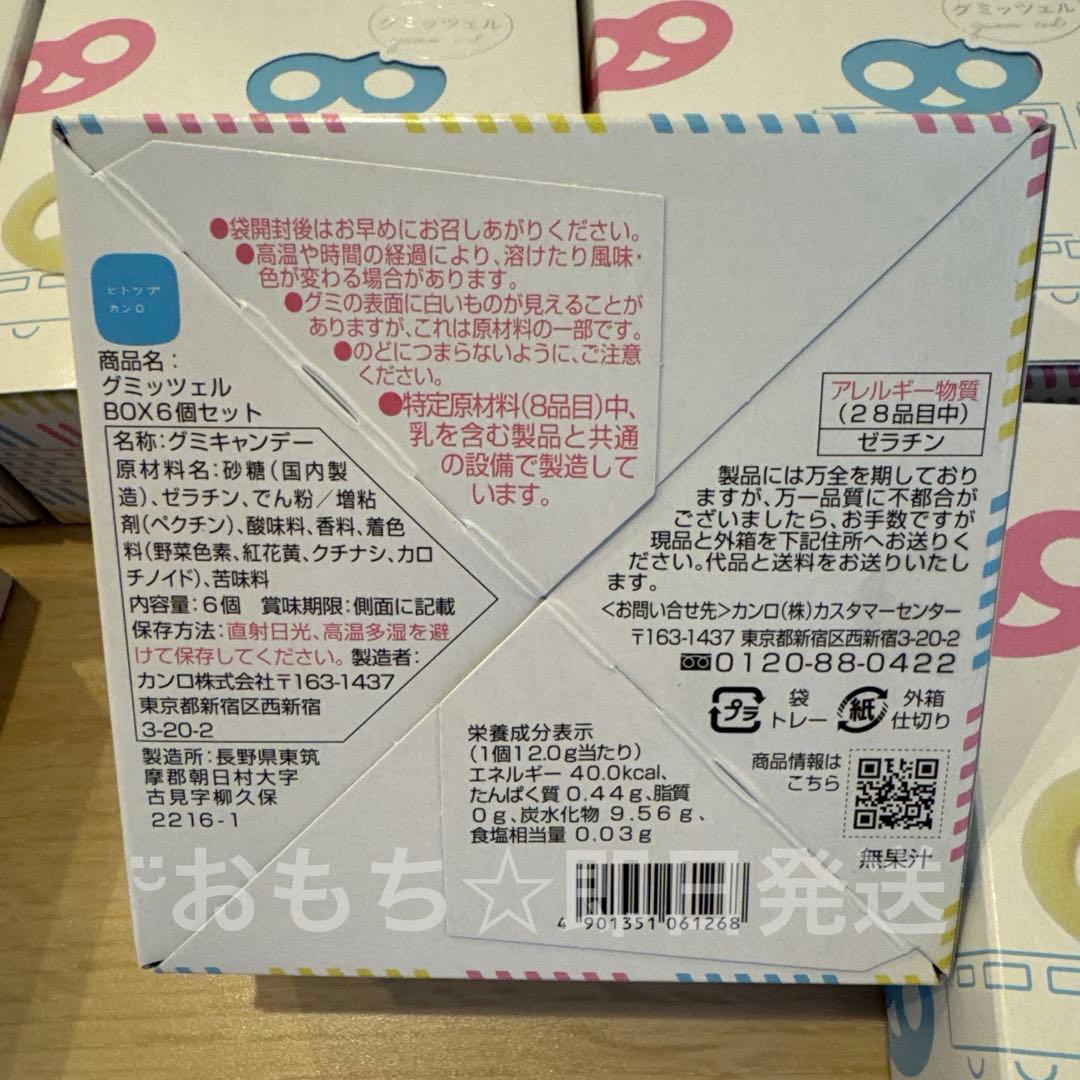 グミッツェル
グミッツェル
●袋開封後はお早めにお召しあがりください。
●高温や時間の経過により、溶けたり風味・
色が変わる場合があります。
●グミの表面に白いものが見えることが
ありますが、これは原材料の一部です。
●のどにつまらないように、ご注意
ください。
●特定原材料(8品目)中、
乳を含む製品と共通
の設備で製造して
います。
ヒトツブ
カンロ
商品名:
グミッツェル
BOX6個セット
名称:グミキャンデー
原材料名:砂糖(国内製
造)、ゼラチン、でん粉/増粘
剤(ペクチン)、酸味料、香料、着色
料(野菜色素、紅花黄、クチナシ、カロ
チノイド)、苦味料
内容量:6個 賞味期限:側面に記載
保存方法:直射日光、高温多湿を避
けて保存してください。製造者:
カンロ株式会社〒163-1437
東京都新宿区西新宿
3-20-2
製造所:長野県東筑
摩郡朝日村大字
古見字柳久保
2216-1
アレルギー物質
(28品目中)
ゼラチン
製品には万全を期しており
ますが、万一品質に不都合が
ございましたら、お手数ですが
現品と外箱を下記住所へお送りく
ださい。代品と送料をお送りいたし
ます。
<お問い合せ先>カンロ(株)カスタマーセンター
〒163-1437 東京都新宿区西新宿3-20-2
0120-88-0422
プラ
袋
トレー
紙
外箱
仕切り
商品情報は
こちら
無果汁
栄養成分表示
(1個12.0g当たり)
エネルギー 40.0kcal、
たんぱく質 0.44g、脂質
0g、炭水化物 9.56g、
食塩相当量 0.03g
4 901351 061268
おもち☆即日発送